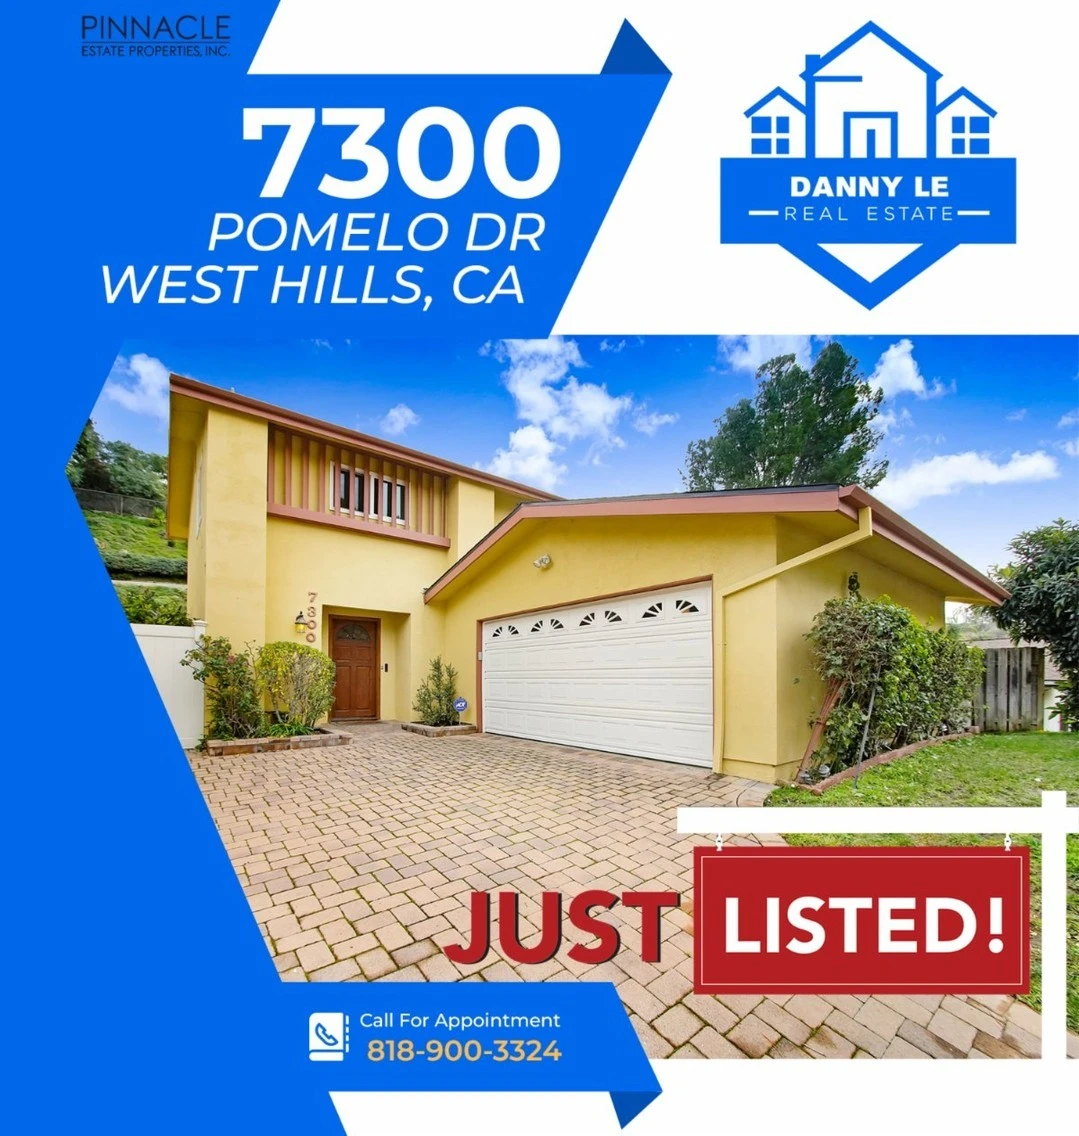 PINNACLE
ESTATE PROPERTIES, INC.
7300
POMELO DR
WEST HILLS, CA
DANNY LE
REAL ESTATE
7300
ADT
JUST LISTED!
Call For Appointment
818-900-3324